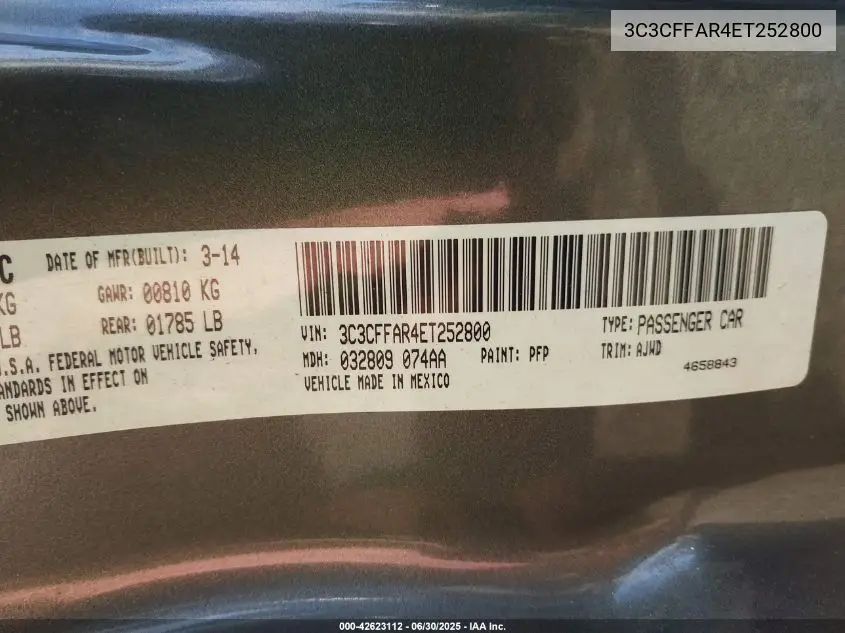 3C3CFFAR4ET252800
C DATE OF MFR(BUILT): 3-14
KG GAWR: 00810 KG
LB REAR: 01785 LB
U.S.A. FEDERAL MOTOR VEHICLE SAFETY,
ANDARDS IN EFFECT ON
SHOWN ABOVE.
VIN: 3C3CFFAR4ET252800
MDH: 032809 074AA PAINT: PFP
VEHICLE MADE IN MEXICO
TYPE: PASSENGER CAR
TRIM: AJWD
4658843
000-42623112 - 06/30/2025 - IAA Inc.